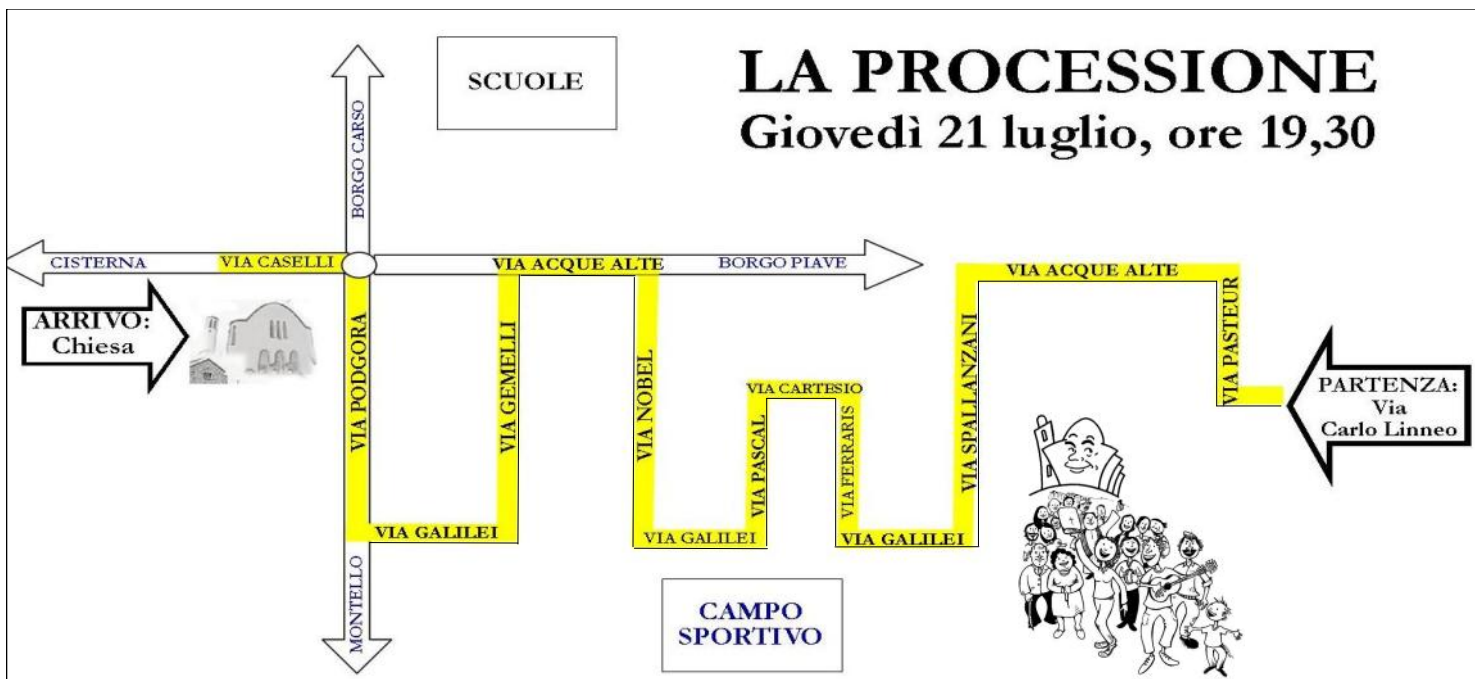 LA PROCESSIONE
Giovedì 21 luglio, ore 19,30
SCUOLE
BORGO CARSO
CISTERNA
VIA CASELLI
VIA ACQUE ALTE
BORGO PIAVE
VIA ACQUE ALTE
ARRIVO:
Chiesa
VIA PODGORA
VIA GEMELLI
VIA NOBEL
VIA CARTESIO
VIA PASCAL
VIA FERRARIS
VIA SPALLANZANI
VIA PASTEUR
PARTENZA:
Via
Carlo Linneo
VIA GALILEI
VIA GALILEI
VIA GALILEI
MONTELLO
CAMPO
SPORTIVO